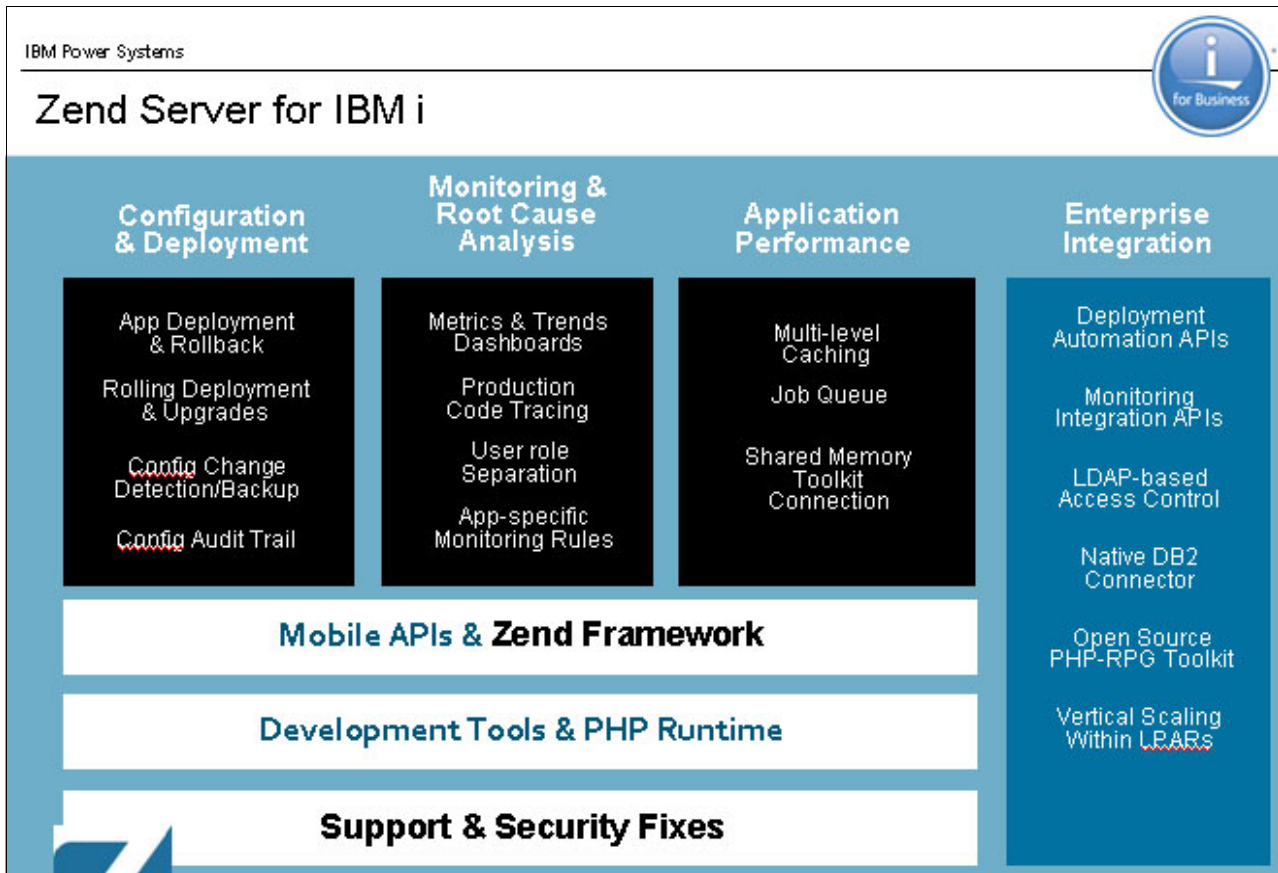 IBM Power Systems
i
for Business
Zend Server for IBM i
Configuration
& Deployment
App Deployment
& Rollback
Rolling Deployment
& Upgrades
Config Change
Detection/Backup
Config Audit Trail
Monitoring &
Root Cause
Analysis
Metrics & Trends
Dashboards
Production
Code Tracing
User role
Separation
App-specific
Monitoring Rules
Application
Performance
Multi-level
Caching
Job Queue
Shared Memory
Toolkit
Connection
Enterprise
Integration
Deployment
Automation APIs
Monitoring
Integration APIs
LDAP-based
Access Control
Native DB2
Connector
Open Source
PHP-RPG Toolkit
Vertical Scaling
Within LPARs
Mobile APIs & Zend Framework
Development Tools & PHP Runtime
Support & Security Fixes